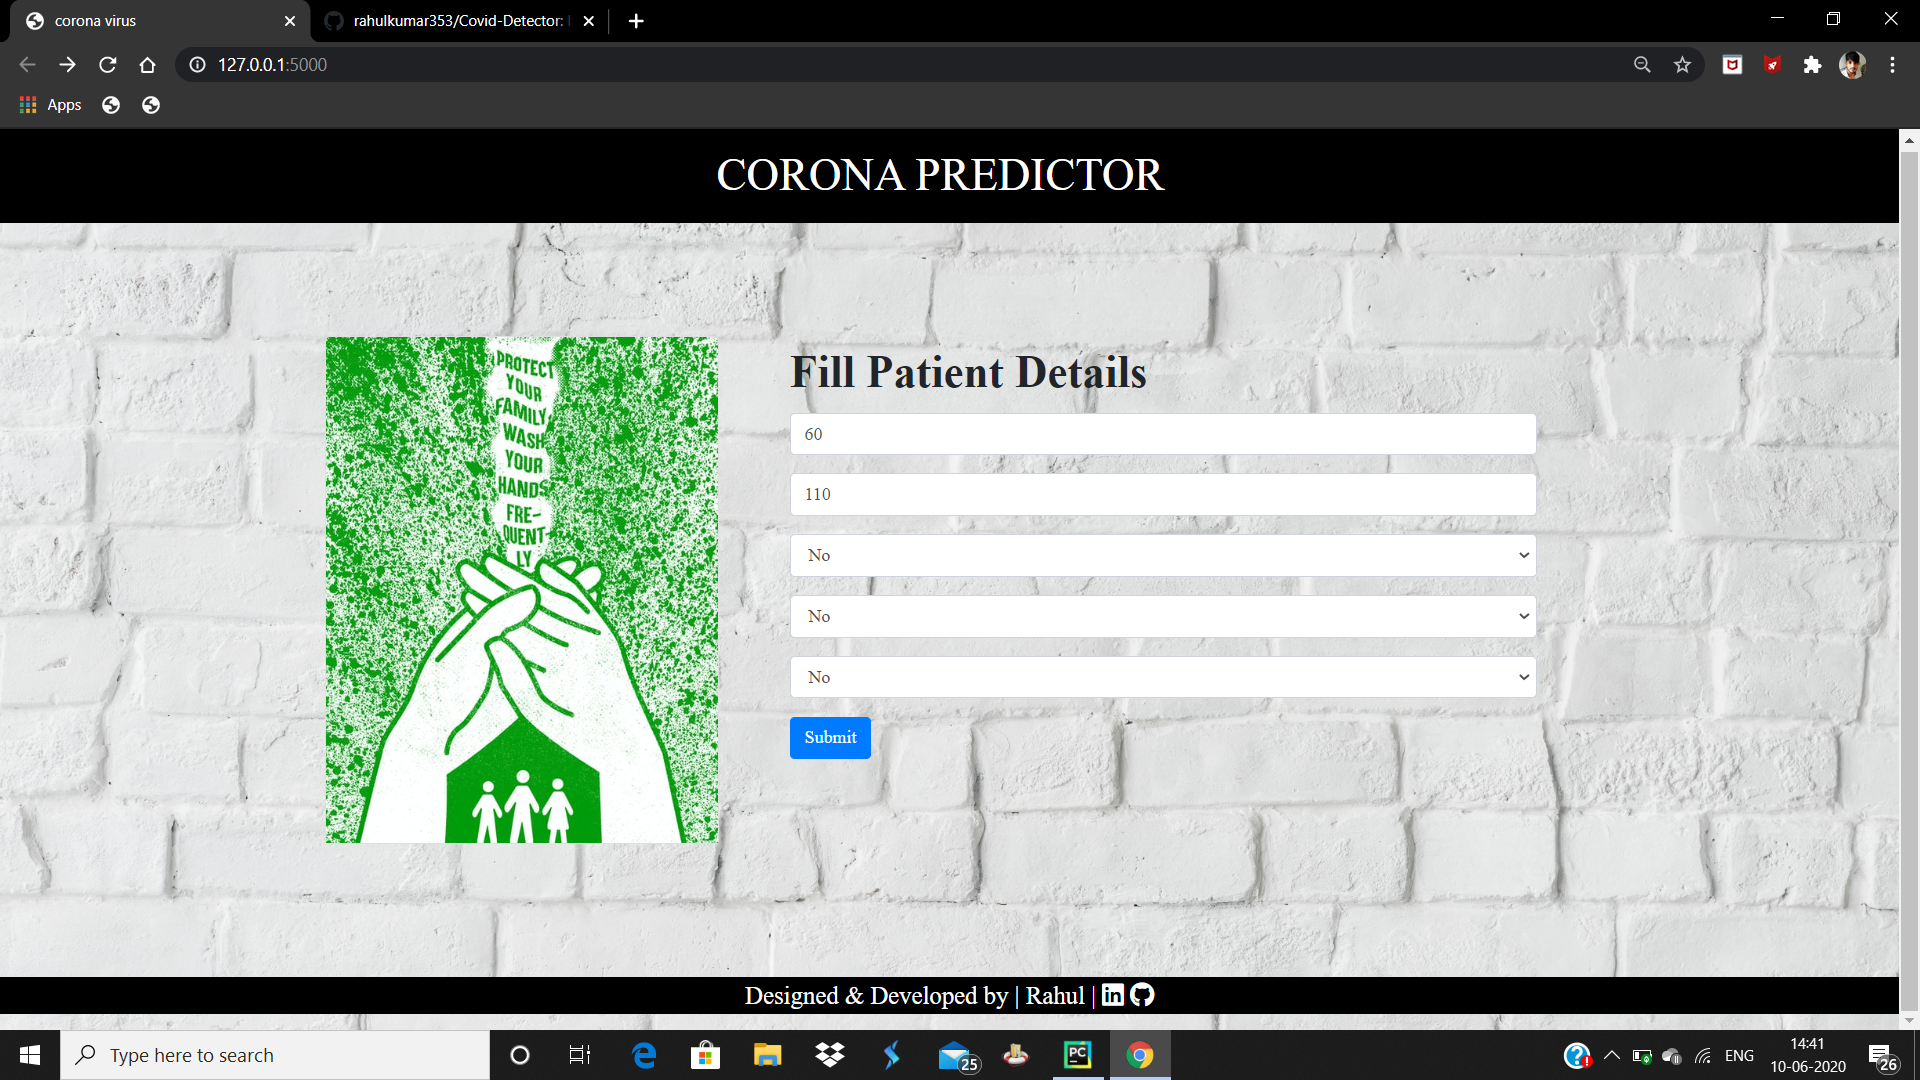 corona virus
rahulkumar353/Covid-Detector:
127.0.0.1:5000
Apps
CORONA PREDICTOR
PROTECT
YOUR
FAMILY
WASH
YOUR
HANDS
FRE-
QUENT-
LY
Fill Patient Details
60
110
No
No
No
Submit
Designed & Developed by | Rahul |
Type here to search
25
PC
ENG
14:41
10-06-2020
26